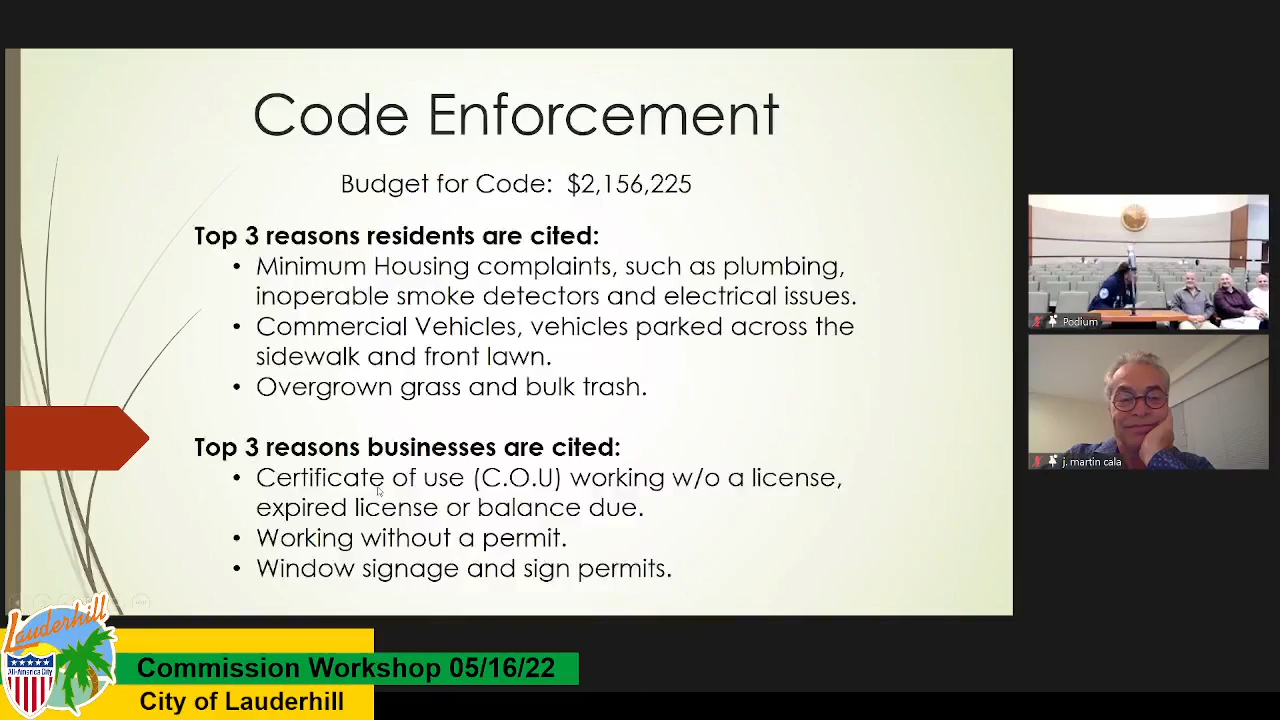 Code Enforcement
Budget for Code: $2,156,225
Top 3 reasons residents are cited:
• Minimum Housing complaints, such as plumbing,
inoperable smoke detectors and electrical issues.
• Commercial Vehicles, vehicles parked across the
sidewalk and front lawn.
• Overgrown grass and bulk trash.
Top 3 reasons businesses are cited:
• Certificate of use (C.O.U) working w/o a license,
expired license or balance due.
• Working without a permit.
• Window signage and sign permits.
Podium
j. martin cala
Lauderhill
All-America City
Commission Workshop 05/16/22
City of Lauderhill